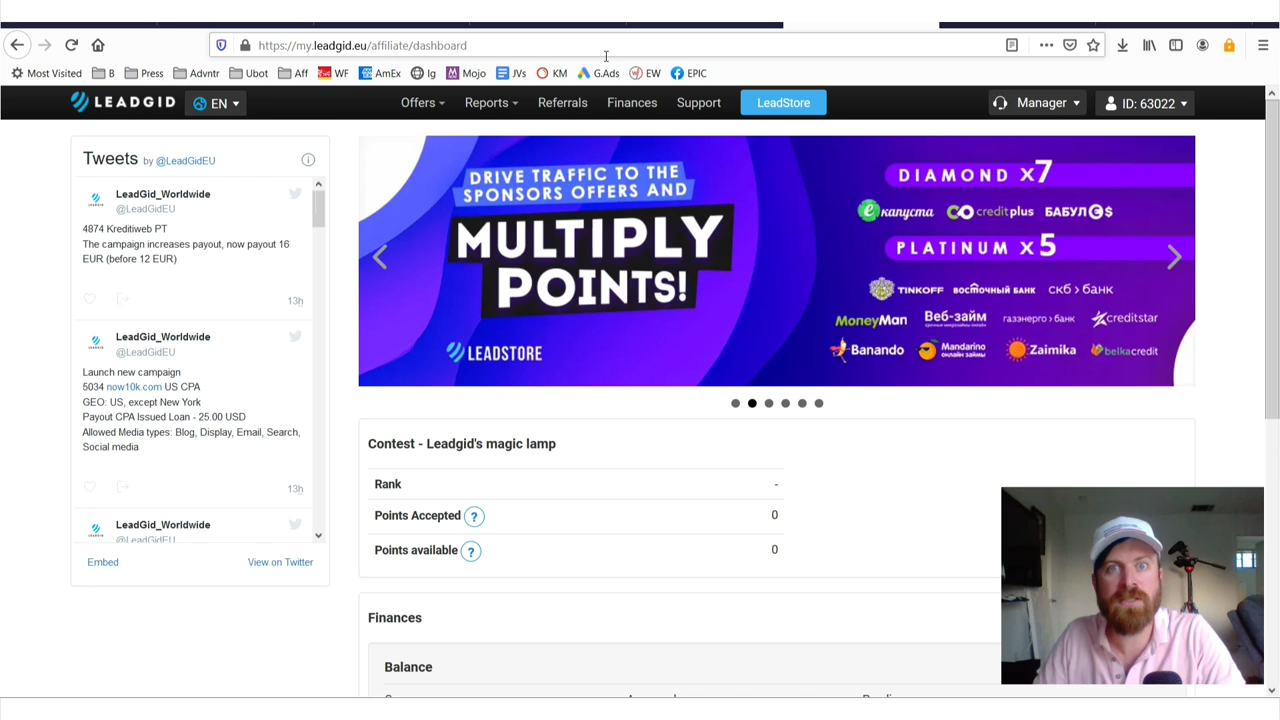 https://my.leadgid.eu/affiliate/dashboard
Most Visited B Press Advntr Ubot Aff WF AmEx Ig Mojo JVs KM G.Ads EW EPIC
LEADGID EN Offers Reports Referrals Finances Support LeadStore Manager ID: 63022
Tweets by @LeadGidEU
LeadGid_Worldwide
@LeadGidEU
4874 Kreditiweb PT
The campaign increases payout, now payout 16
EUR (before 12 EUR)
13h
LeadGid_Worldwide
@LeadGidEU
Launch new campaign
5034 now10k.com US CPA
GEO: US, except New York
Payout CPA Issued Loan - 25.00 USD
Allowed Media types: Blog, Display, Email, Search,
Social media
13h
LeadGid_Worldwide
@LeadGidEU
Embed View on Twitter
DRIVE TRAFFIC TO THE
SPONSORS OFFERS AND
MULTIPLY
POINTS!
LEADSTORE
DIAMOND X7
екапуста creditplus БАБУЛС$
PLATINUM X5
TINKOFF ВОСТОЧНЫЙ БАНК СКБ>банк
MoneyMan Веб-займ газэнерго>банк creditstar
Banando Mandarino онлайн займы Zaimika belkacredit
Contest - Leadgid's magic lamp
Rank -
Points Accepted ? 0
Points available ? 0
Finances
Balance